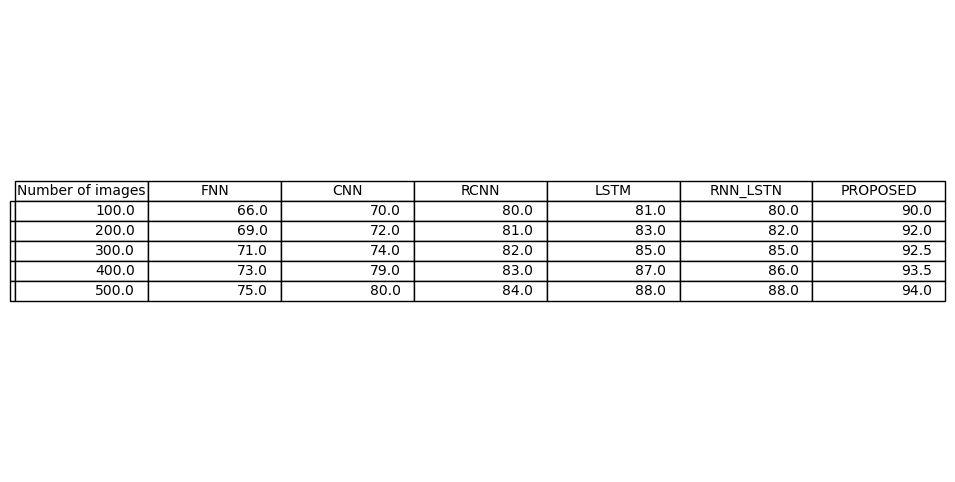 Number of images FNN CNN RCNN LSTM RNN_LSTN PROPOSED
100.0 66.0 70.0 80.0 81.0 80.0 90.0
200.0 69.0 72.0 81.0 83.0 82.0 92.0
300.0 71.0 74.0 82.0 85.0 85.0 92.5
400.0 73.0 79.0 83.0 87.0 86.0 93.5
500.0 75.0 80.0 84.0 88.0 88.0 94.0